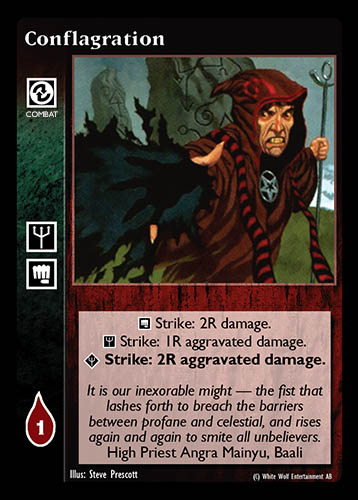 Conflagration
COMBAT
Strike: 2R damage.
Strike: 1R aggravated damage.
Strike: 2R aggravated damage.
It is our inexorable might — the fist that
lashes forth to breach the barriers
between profane and celestial, and rises
again and again to smite all unbelievers.
High Priest Angra Mainyu, Baali
1
Illus: Steve Prescott
(C) White Wolf Entertainment AB